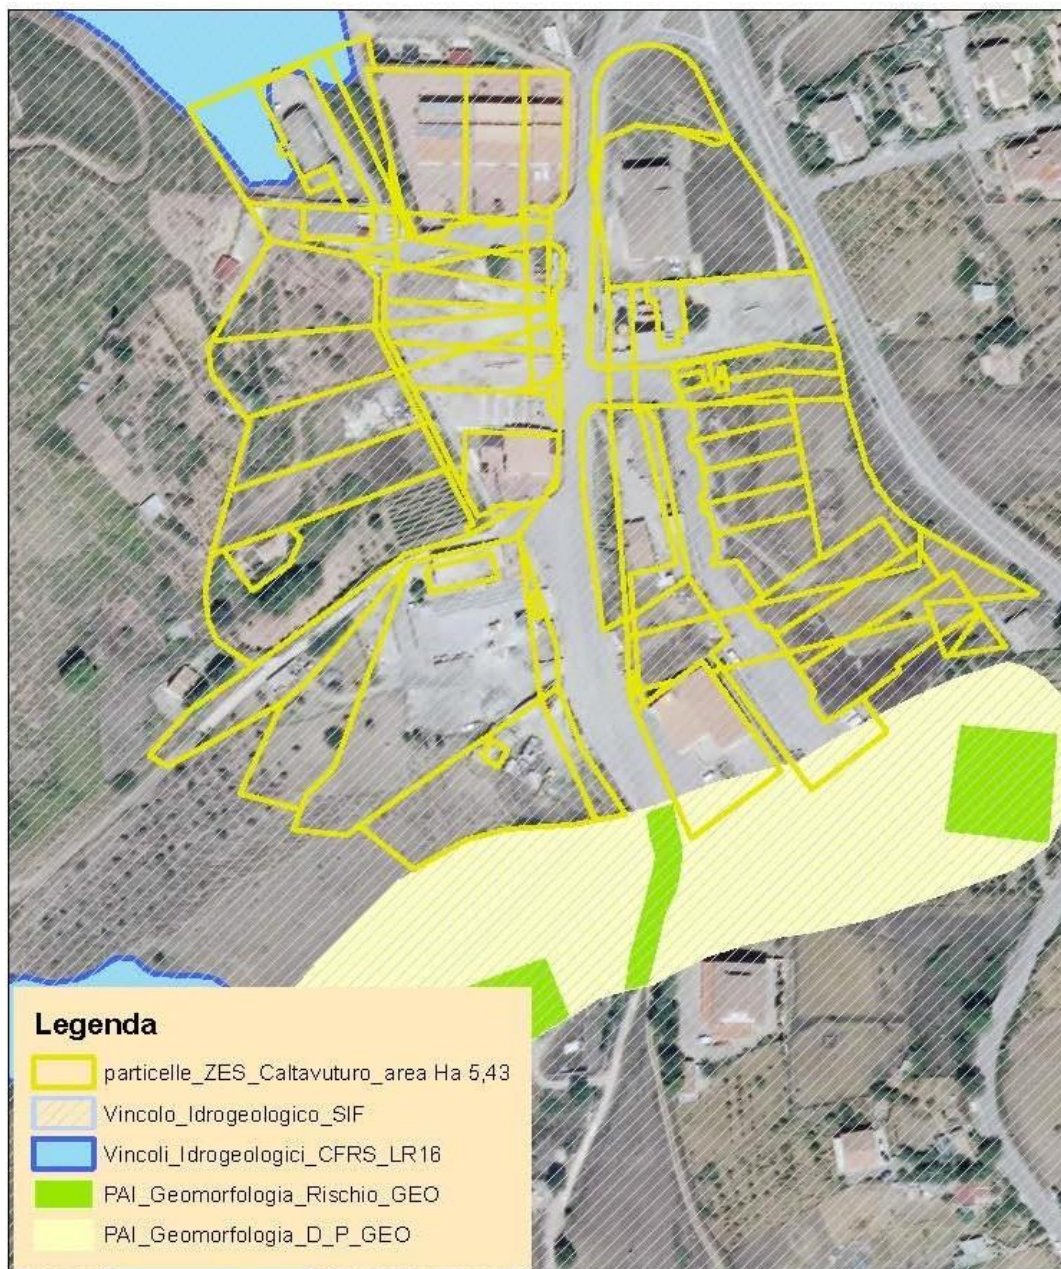 Legenda
particelle_ZES_Caltavuturo_area Ha 5,43
Vincolo_Idrogeologico_SIF
Vincoli_Idrogeologici_CFRS_LR16
PAI_Geomorfologia_Rischio_GEO
PAI_Geomorfologia_D_P_GEO